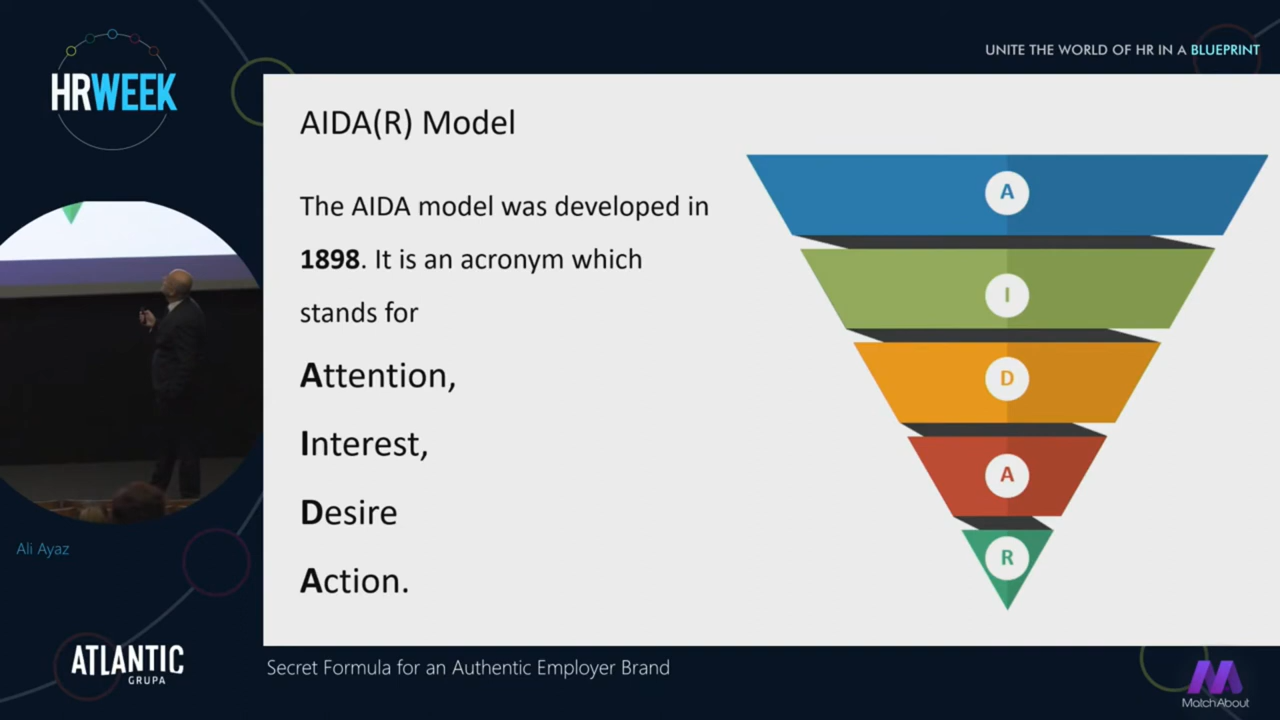 UNITE THE WORLD OF HR IN A BLUEPRINT
HRWEEK
AIDA(R) Model
The AIDA model was developed in
1898. It is an acronym which
stands for
Attention,
Interest,
Desire
Action.
A
I
D
A
R
Ali Ayaz
ATLANTIC
GRUPA
Secret Formula for an Authentic Employer Brand
MatchAbout